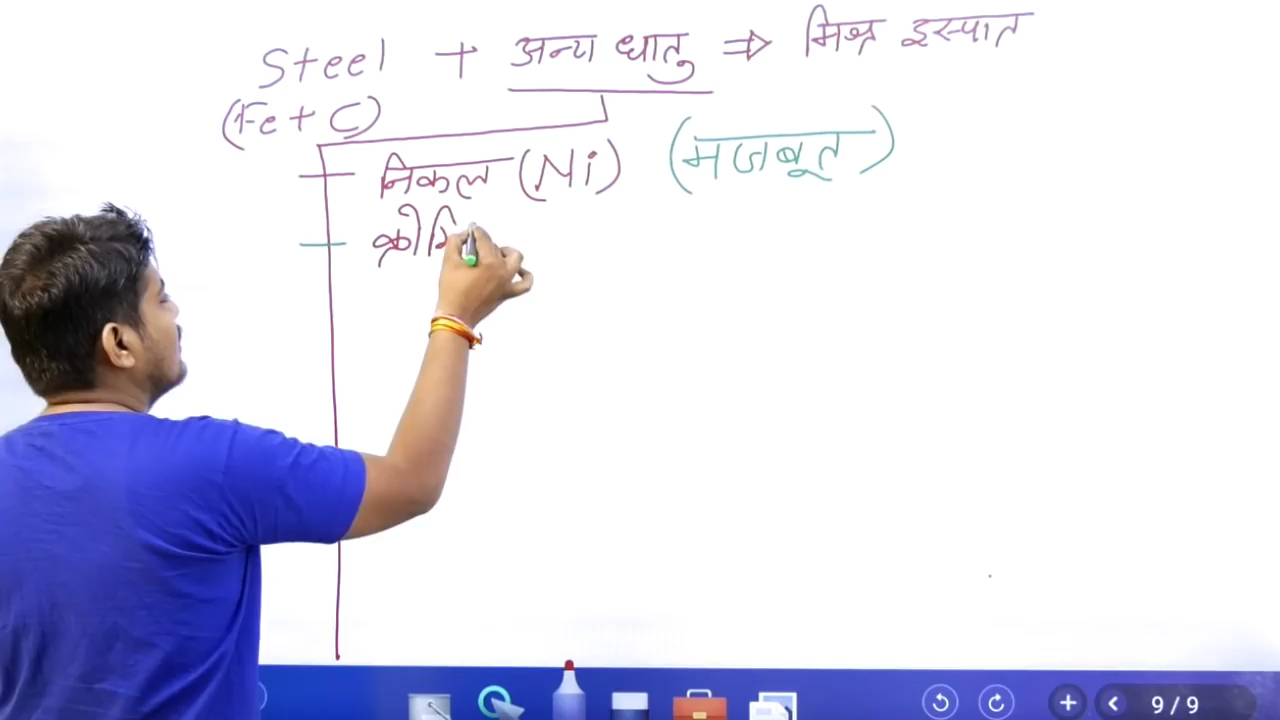 Steel + अन्य धातु ⇒ मिश्र इस्पात
(Fe + C)
निकल (Ni) (मजबूत)
9 / 9